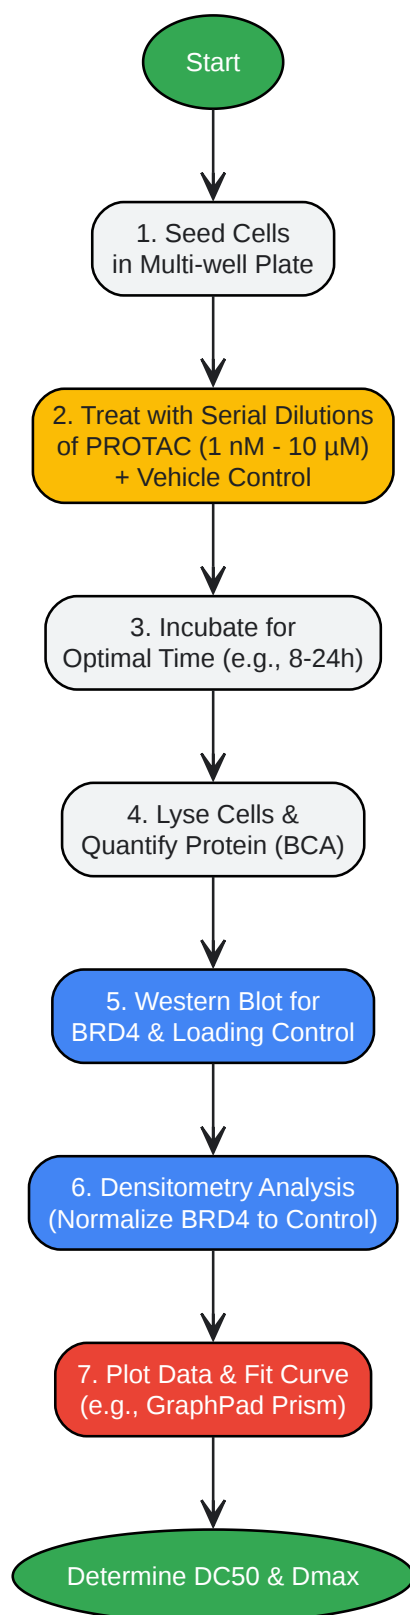 Start
1. Seed Cells
in Multi-well Plate
2. Treat with Serial Dilutions
of PROTAC (1 nM - 10 µM)
+ Vehicle Control
3. Incubate for
Optimal Time (e.g., 8-24h)
4. Lyse Cells &
Quantify Protein (BCA)
5. Western Blot for
BRD4 & Loading Control
6. Densitometry Analysis
(Normalize BRD4 to Control)
7. Plot Data & Fit Curve
(e.g., GraphPad Prism)
Determine DC50 & Dmax